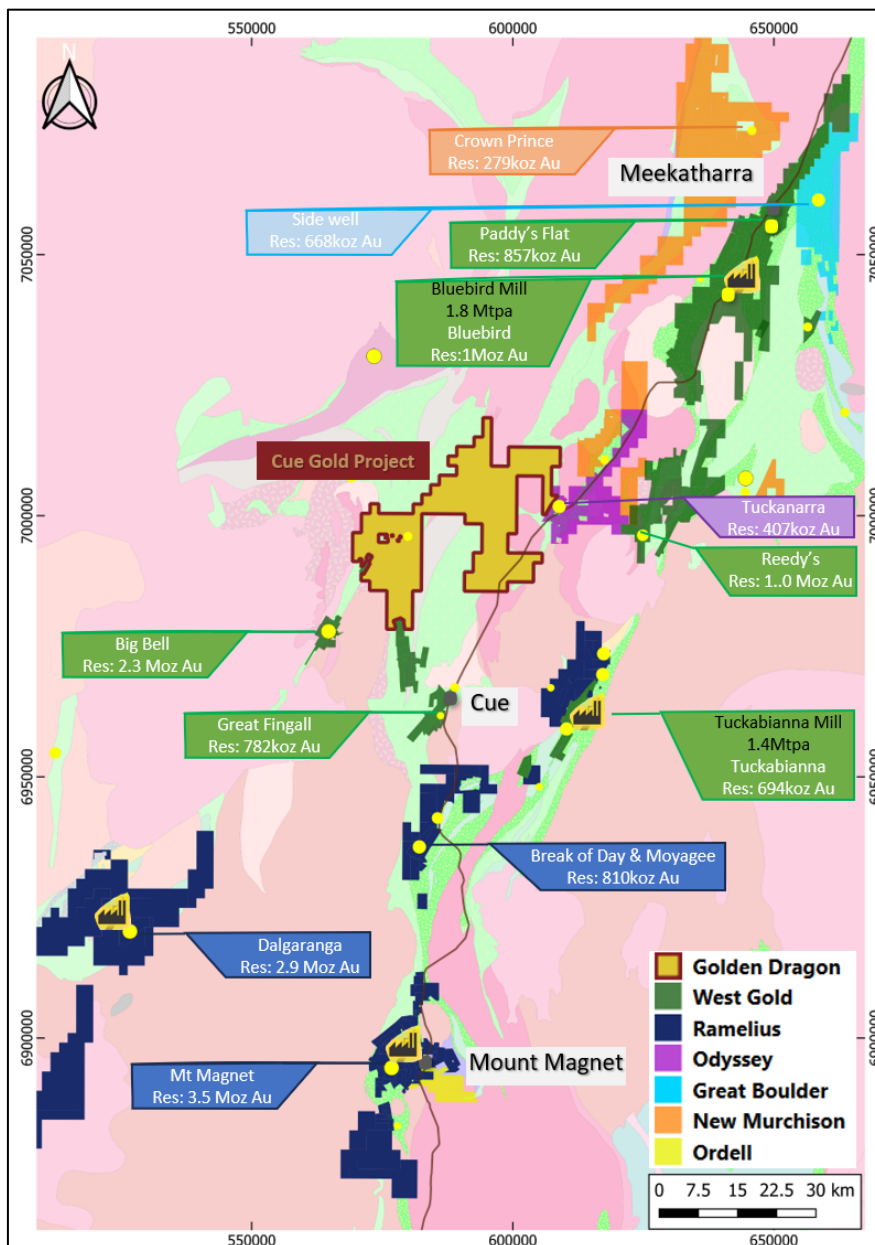 550000
600000
650000
N
Crown Prince
Res: 279koz Au
Meekatharra
Side well
Res: 668koz Au
Paddy's Flat
Res: 857koz Au
7050000
7050000
Bluebird Mill
1.8 Mtpa
Bluebird
Res:1Moz Au
Cue Gold Project
7000000
7000000
Tuckanarra
Res: 407koz Au
Reedy's
Res: 1..0 Moz Au
Big Bell
Res: 2.3 Moz Au
Cue
Great Fingall
Res: 782koz Au
Tuckabianna Mill
1.4Mtpa
Tuckabianna
Res: 694koz Au
6950000
6950000
Break of Day & Moyagee
Res: 810koz Au
Dalgaranga
Res: 2.9 Moz Au
6900000
6900000
Mount Magnet
Mt Magnet
Res: 3.5 Moz Au
Golden Dragon
West Gold
Ramelius
Odyssey
Great Boulder
New Murchison
Ordell
0 7.5 15 22.5 30 km
550000
600000
650000